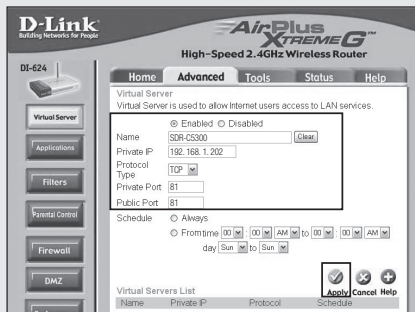 D-Link
Building Networks for People
AirPlus
XTREME G™
High-Speed 2.4GHz Wireless Router
DI-624
Home Advanced Tools Status Help
Virtual Server
Virtual Server is used to allow Internet users access to LAN services.
Enabled Disabled
Name SDR-C5300 Clear
Private IP 192.168.1.202
Protocol Type TCP
Private Port 81
Public Port 81
Schedule Always
From time 00 : 00 AM to 00 : 00 AM
day Sun to Sun
Apply Cancel Help
Virtual Servers List
Name Private IP Protocol Schedule
Virtual Server
Applications
Filters
Parental Control
Firewall
DMZ